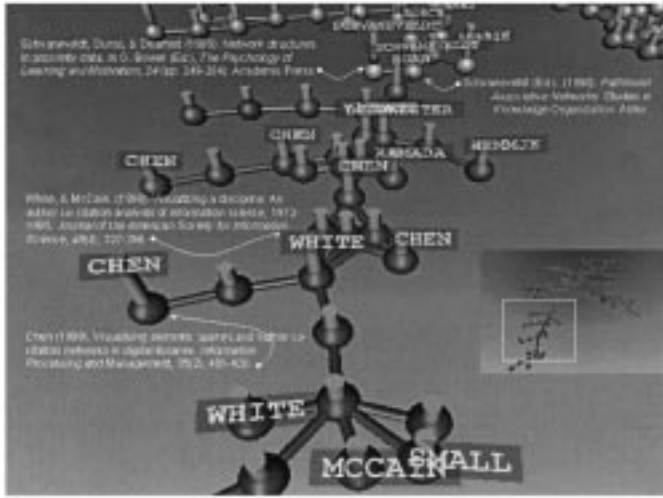 Schvaneveldt, Durso, & Dearholt (1989). Network structures
in proximity data. In G. Bower (Ed.), The Psychology of
Learning and Motivation, 24 (pp. 249-284). Academic Press.
Schvaneveldt (Ed.). (1990). Pathfinder
Associative Networks: Studies in
Knowledge Organization. Ablex
CHEN
CHEN
CHEN
KAMADA
HEMMJE
White, & McCain. (1998). Visualizing a discipline: An
author co-citation analysis of information science, 1972-
1995. Journal of the American Society for Information
Science, 49(4), 327-356.
WHITE
CHEN
CHEN
Chen (1999). Visualising semantic spaces and author co-
citation networks in digital libraries. Information
Processing and Management, 35(2), 401-420.
WHITE
MCCAIN
SMALL